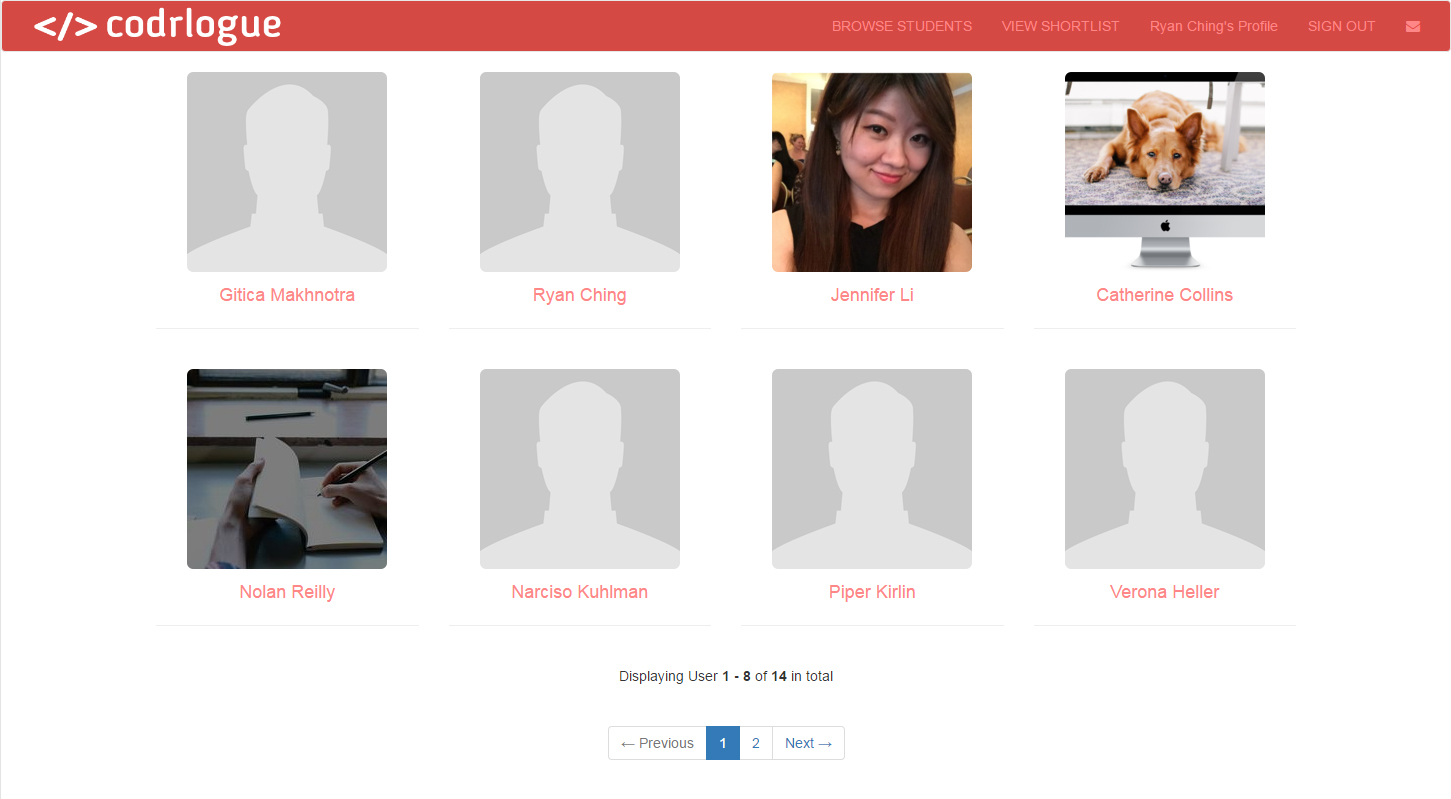 </> codrlogue BROWSE STUDENTS VIEW SHORTLIST Ryan Ching's Profile SIGN OUT
Gitica Makhnotra Ryan Ching Jennifer Li Catherine Collins
Nolan Reilly Narciso Kuhlman Piper Kirlin Verona Heller
Displaying User 1 - 8 of 14 in total
← Previous 1 2 Next →